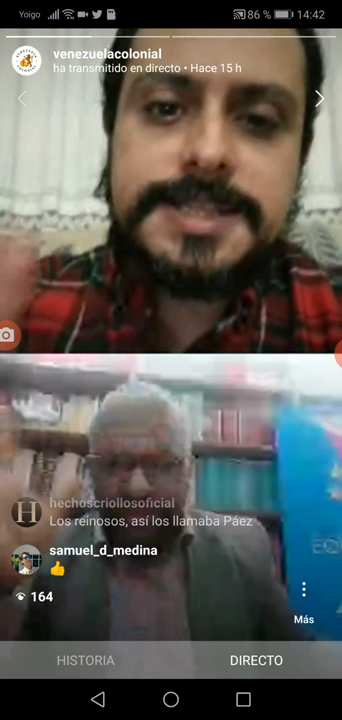 Yoigo
86 %
14:42
venezuelacolonial
ha transmitido en directo • Hace 15 h
hechoscriollosoficial
Los reinosos, así los llamaba Páez
samuel_d_medina
👍
164
Más
HISTORIA
DIRECTO